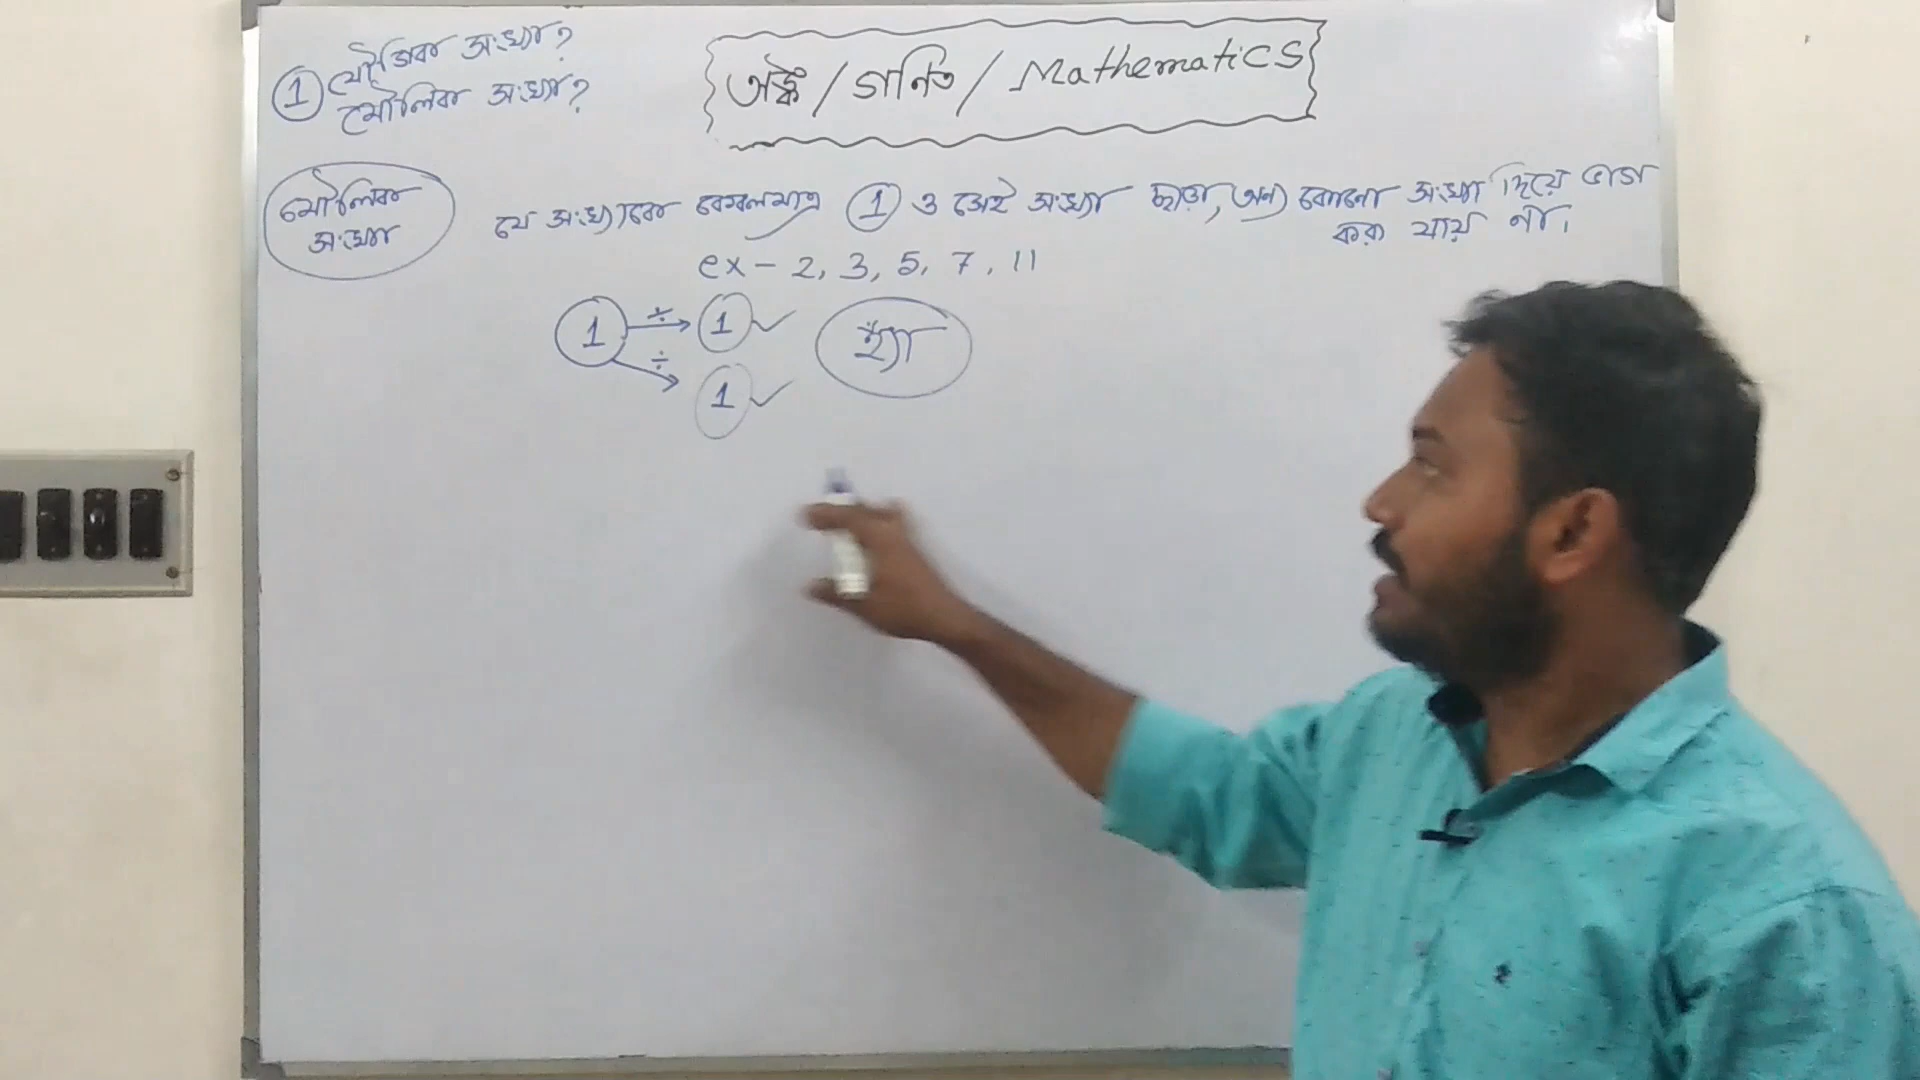 ① যৌগিক সংখ্যা?
মৌলিক সংখ্যা?
অঙ্ক / গণিত / Mathematics
মৌলিক
সংখ্যা
যে সংখ্যাকে কেবলমাত্র ① ও সেই সংখ্যা ছাড়া, অন্য কোনো সংখ্যা দিয়ে ভাগ
করা যায় না।
ex - 2, 3, 5, 7, 11
1 ÷ 1 ✓ হ্যাঁ
÷ 1 ✓